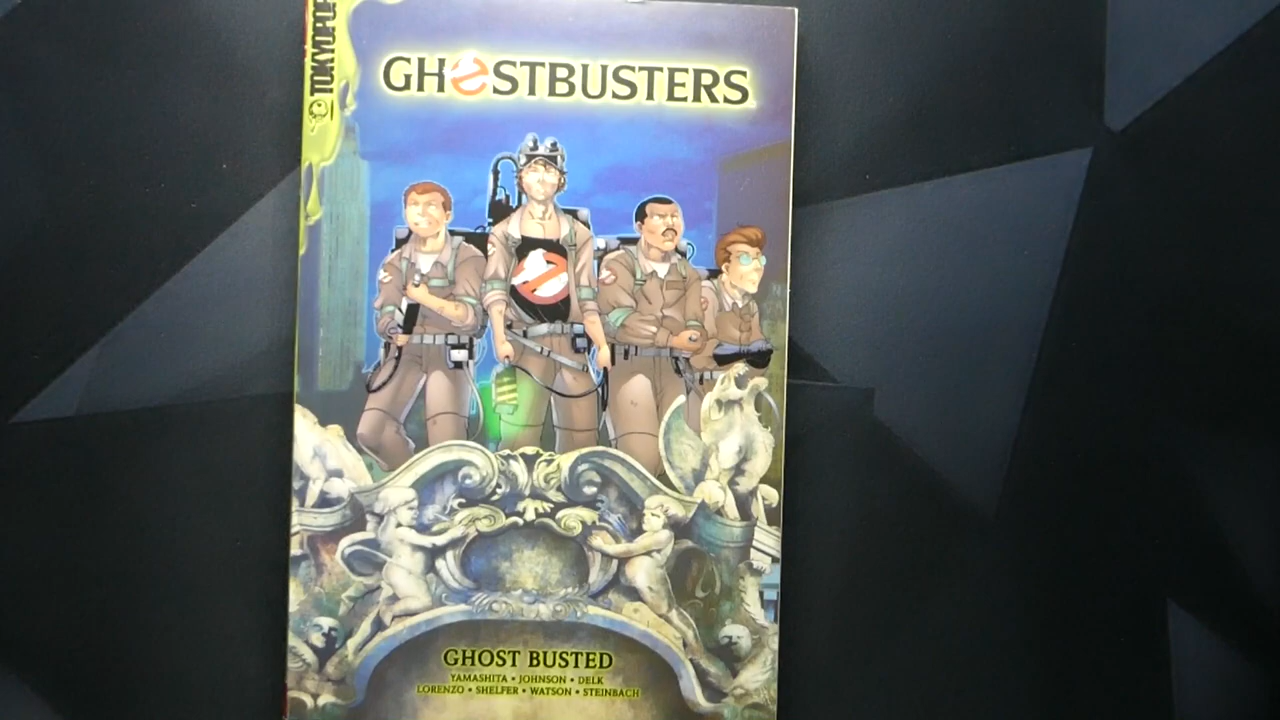 TOKYOPOP
GHOSTBUSTERS
GHOST BUSTED
YAMASHITA • JOHNSON • DELK
LORENZO • SHELFER • WATSON • STEINBACH